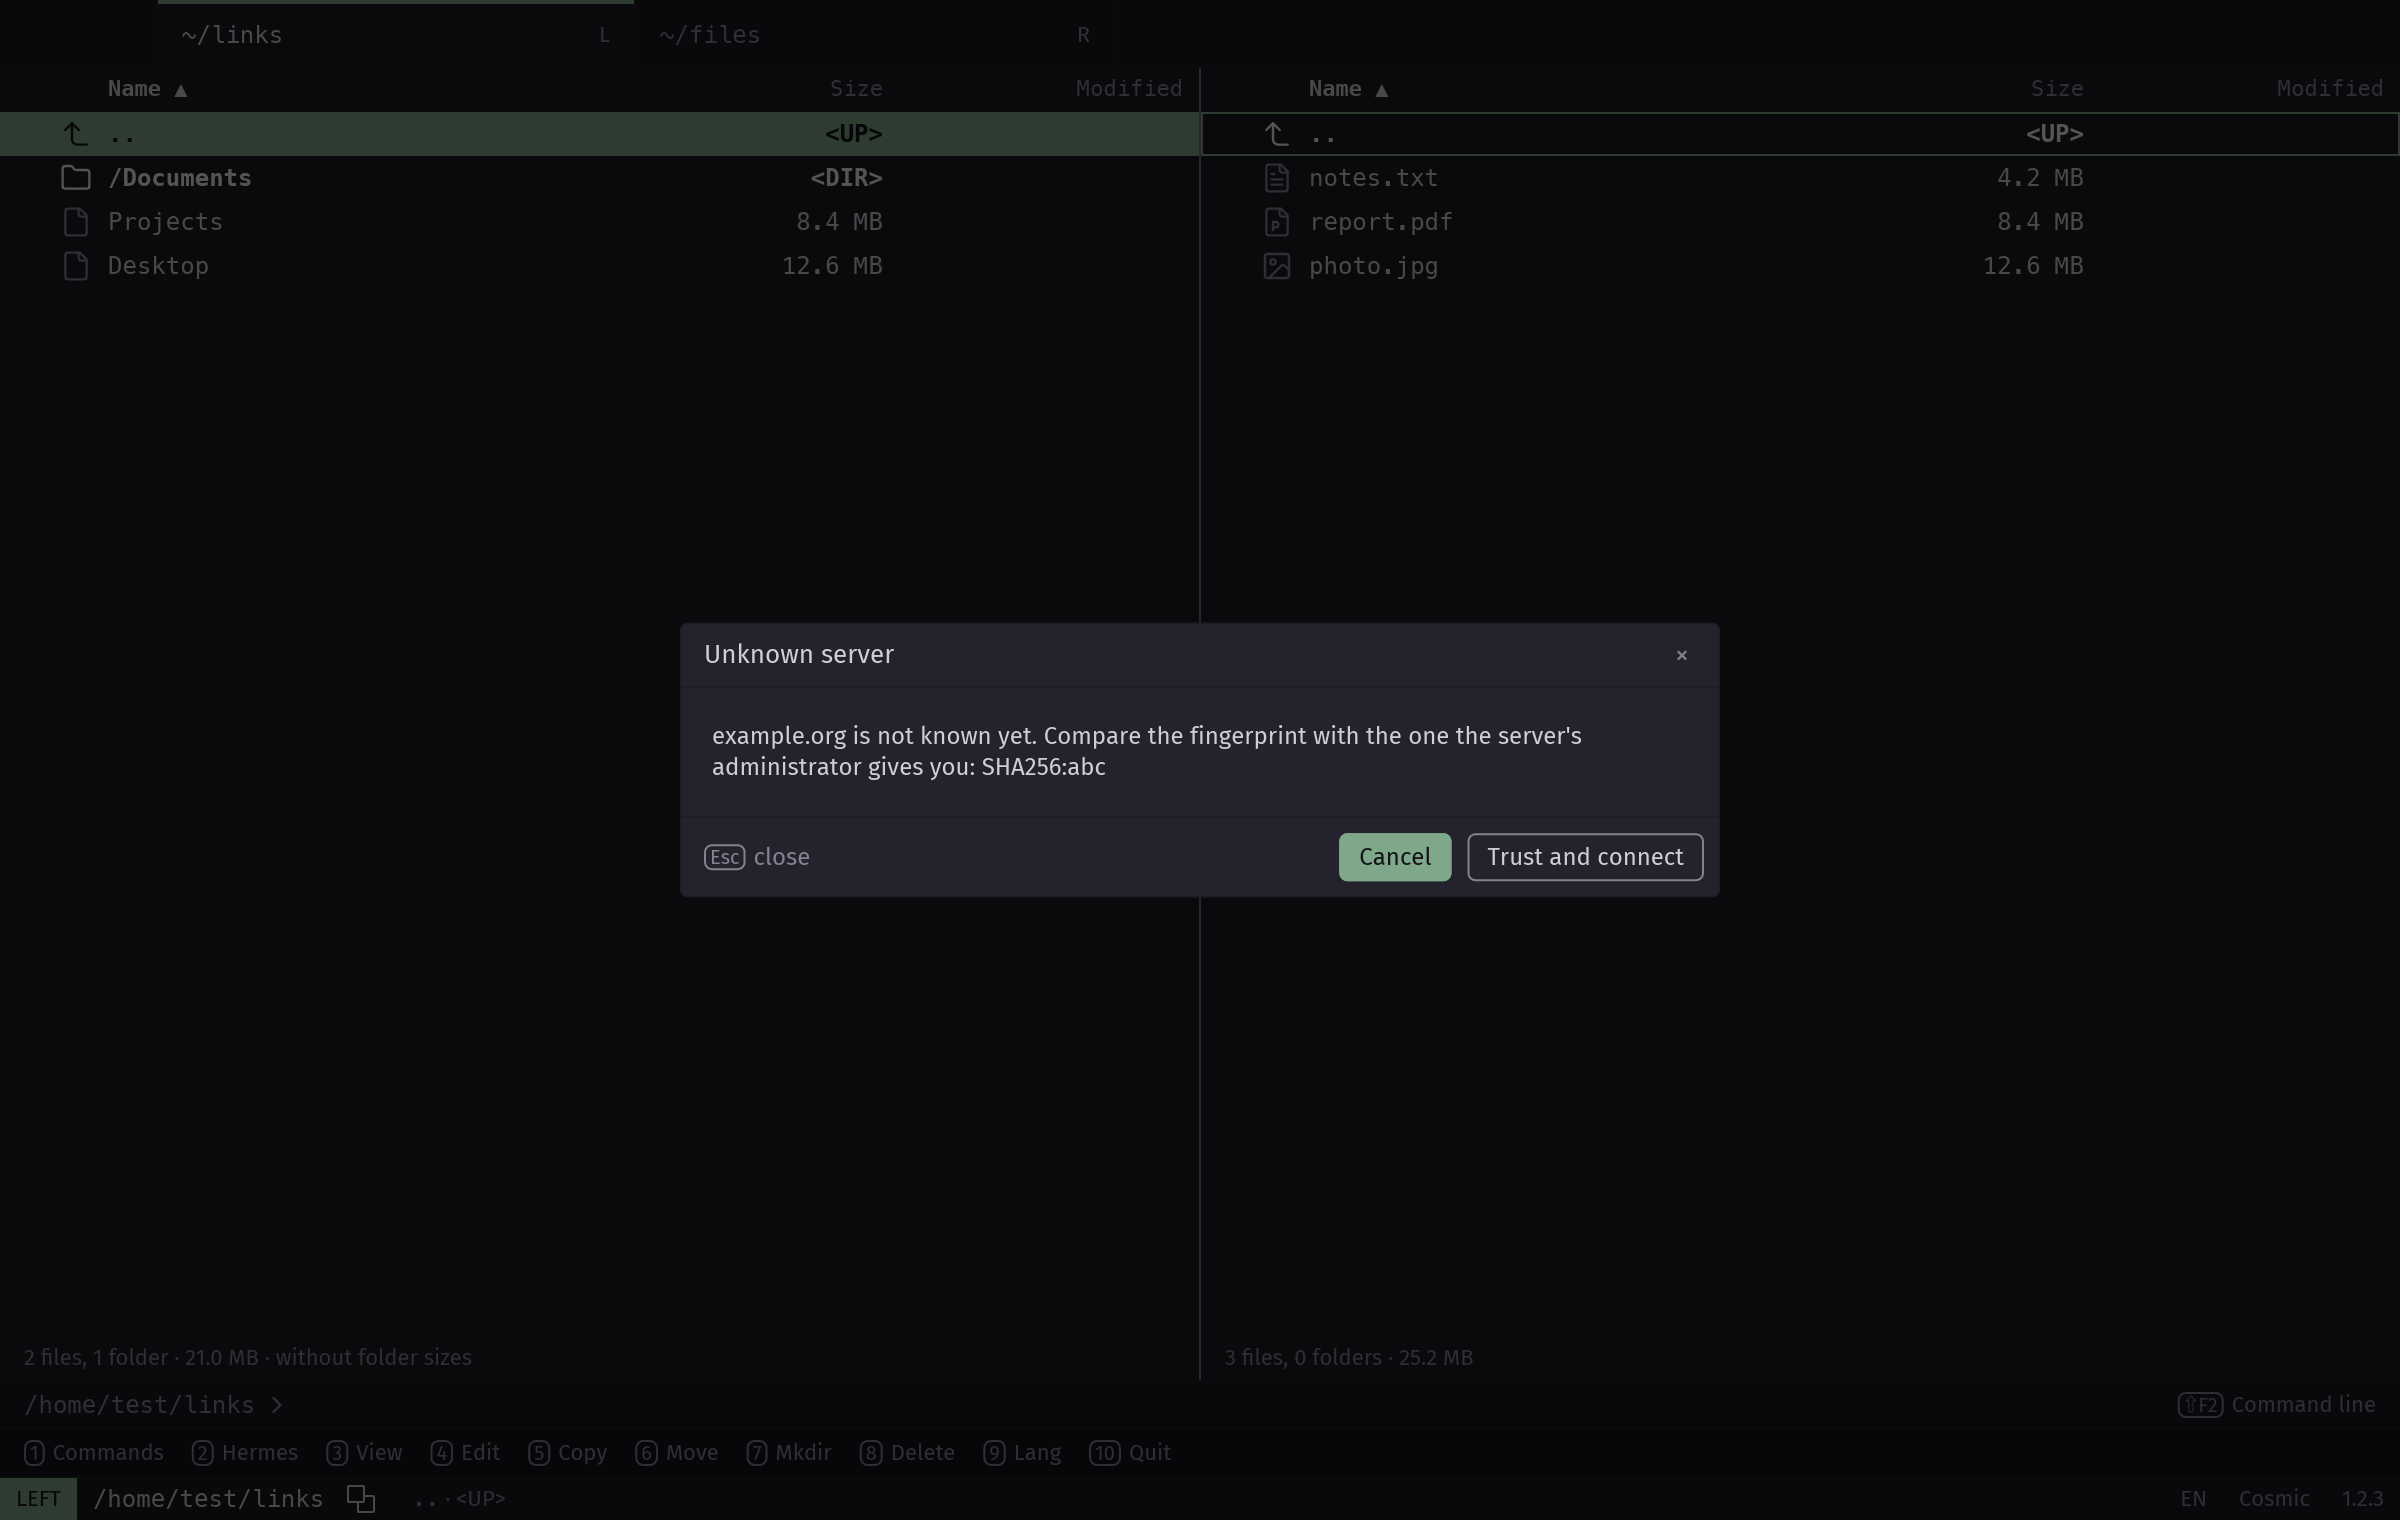 ~/links L ~/files R
Name ▲ Size Modified Name ▲ Size Modified
.. <UP> .. <UP>
/Documents <DIR> notes.txt 4.2 MB
Projects 8.4 MB report.pdf 8.4 MB
Desktop 12.6 MB photo.jpg 12.6 MB
Unknown server ×
example.org is not known yet. Compare the fingerprint with the one the server's
administrator gives you: SHA256:abc
Esc close Cancel Trust and connect
2 files, 1 folder · 21.0 MB · without folder sizes 3 files, 0 folders · 25.2 MB
/home/test/links > ⇧F2 Command line
1 Commands 2 Hermes 3 View 4 Edit 5 Copy 6 Move 7 Mkdir 8 Delete 9 Lang 10 Quit
LEFT /home/test/links .. · <UP> EN Cosmic 1.2.3